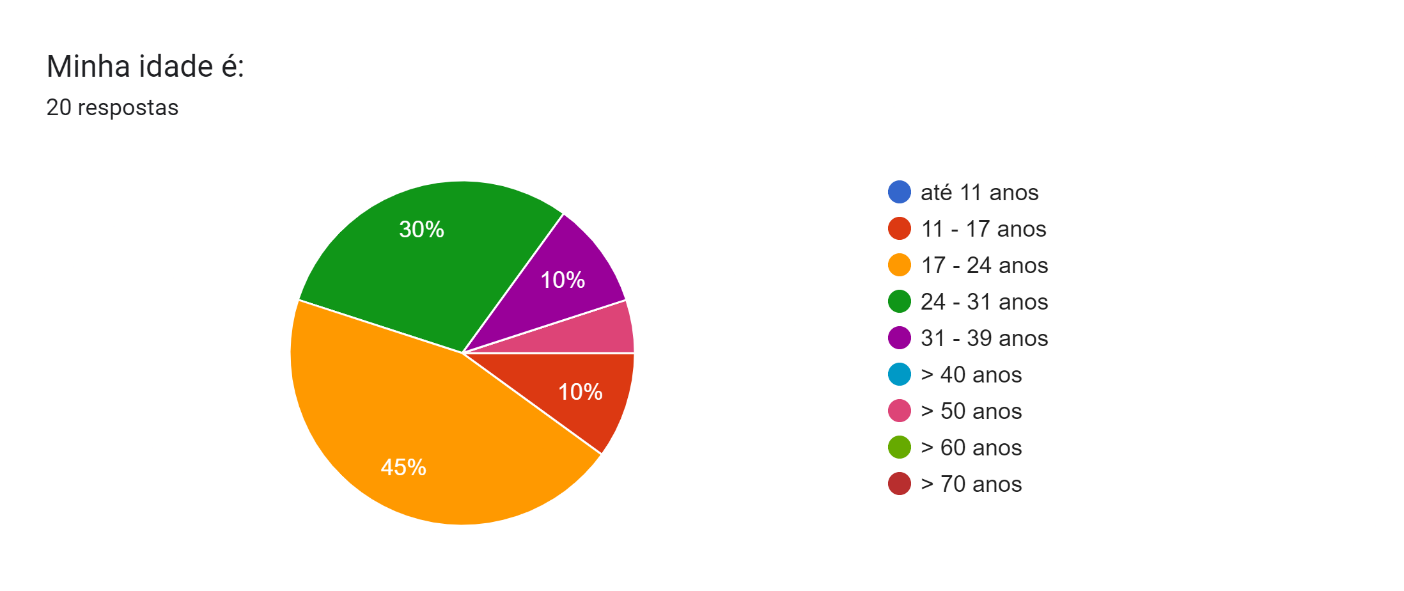 Minha idade é:
20 respostas
30%
10%
10%
45%
até 11 anos
11 - 17 anos
17 - 24 anos
24 - 31 anos
31 - 39 anos
> 40 anos
> 50 anos
> 60 anos
> 70 anos